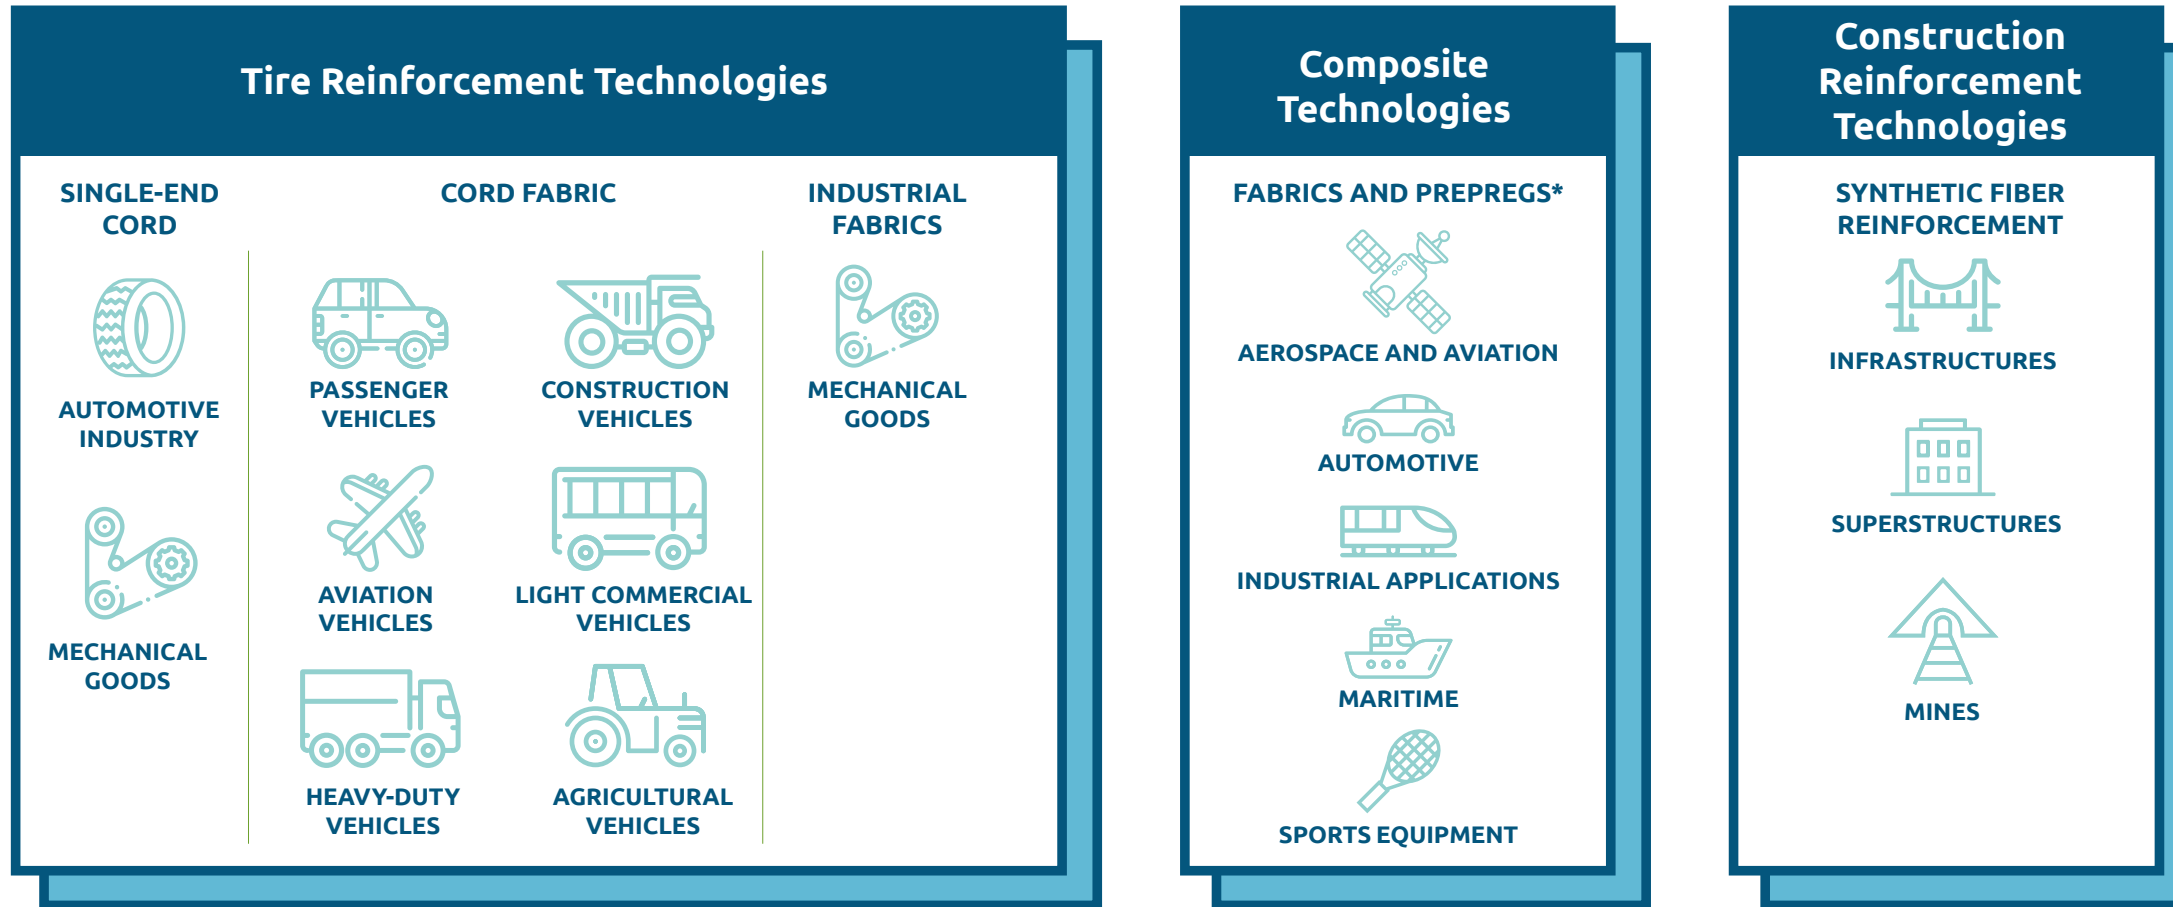 Tire Reinforcement Technologies
SINGLE-END
CORD
AUTOMOTIVE
INDUSTRY
MECHANICAL
GOODS
CORD FABRIC
PASSENGER
VEHICLES
CONSTRUCTION
VEHICLES
AVIATION
VEHICLES
LIGHT COMMERCIAL
VEHICLES
HEAVY-DUTY
VEHICLES
AGRICULTURAL
VEHICLES
INDUSTRIAL
FABRICS
MECHANICAL
GOODS
Composite
Technologies
FABRICS AND PREPREGS*
AEROSPACE AND AVIATION
AUTOMOTIVE
INDUSTRIAL APPLICATIONS
MARITIME
SPORTS EQUIPMENT
Construction
Reinforcement
Technologies
SYNTHETIC FIBER
REINFORCEMENT
INFRASTRUCTURES
SUPERSTRUCTURES
MINES